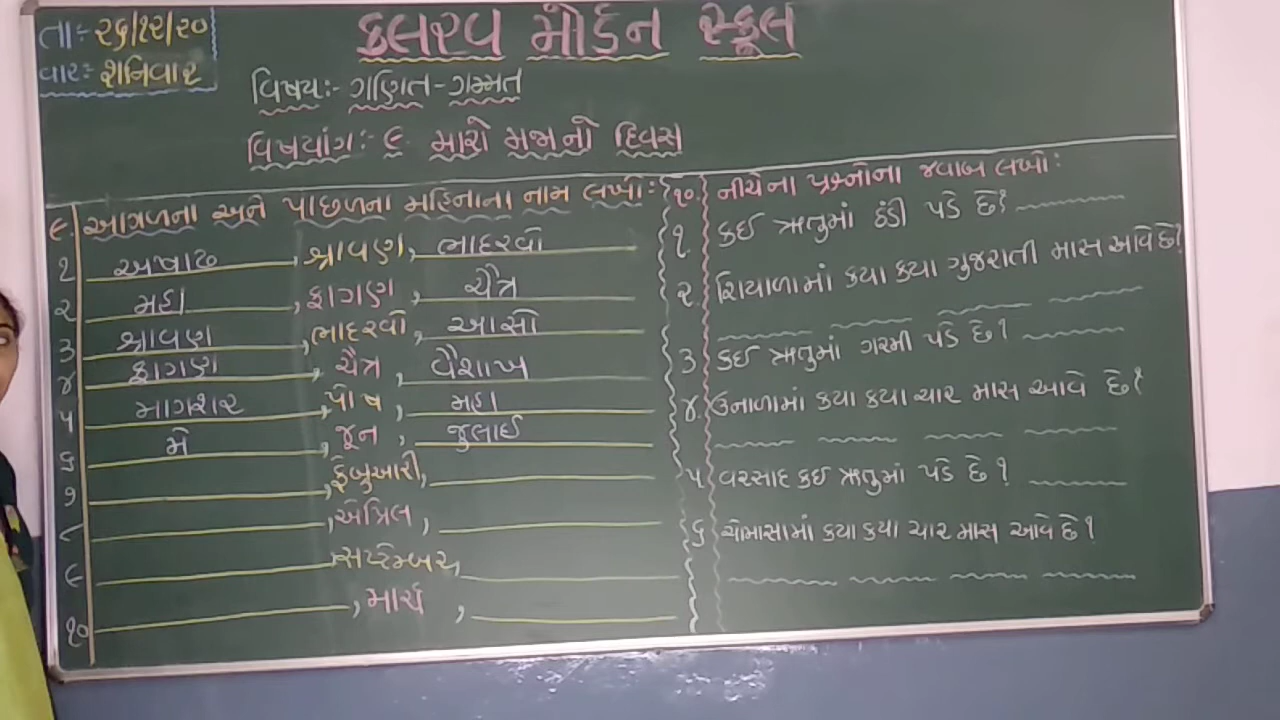 તાઃ- ૨૬/૧૨/૨૦
વારઃ- શનિવાર
કલરવ મોર્ડન સ્કૂલ
વિષયઃ- ગણિત-ગમ્મત
વિષયાંગઃ- ૯. મારો મજાનો દિવસ
૯. આગળના અને પાછળના મહિનાના નામ લખોઃ
૧ અષાઢ, શ્રાવણ, ભાદરવો
૨ મહા, ફાગણ, ચૈત્ર
૩ શ્રાવણ, ભાદરવો, આસો
૪ ફાગણ, ચૈત્ર, વૈશાખ
૫ માગશર, પોષ, મહા
૬ મે, જૂન, જુલાઈ
૭ ફેબ્રુઆરી,
૮ એપ્રિલ,
૯ સપ્ટેમ્બર,
૧૦ , માર્ચ ,
૧૦. નીચેના પ્રશ્નોના જવાબ લખોઃ
૧. કઈ ઋતુમાં ઠંડી પડે છે?
૨. શિયાળામાં કયા કયા ગુજરાતી માસ આવે છે?
૩. કઈ ઋતુમાં ગરમી પડે છે?
૪. ઉનાળામાં કયા કયા ચાર માસ આવે છે?
૫. વરસાદ કઈ ઋતુમાં પડે છે?
૬. ચોમાસામાં કયા કયા ચાર માસ આવે છે?